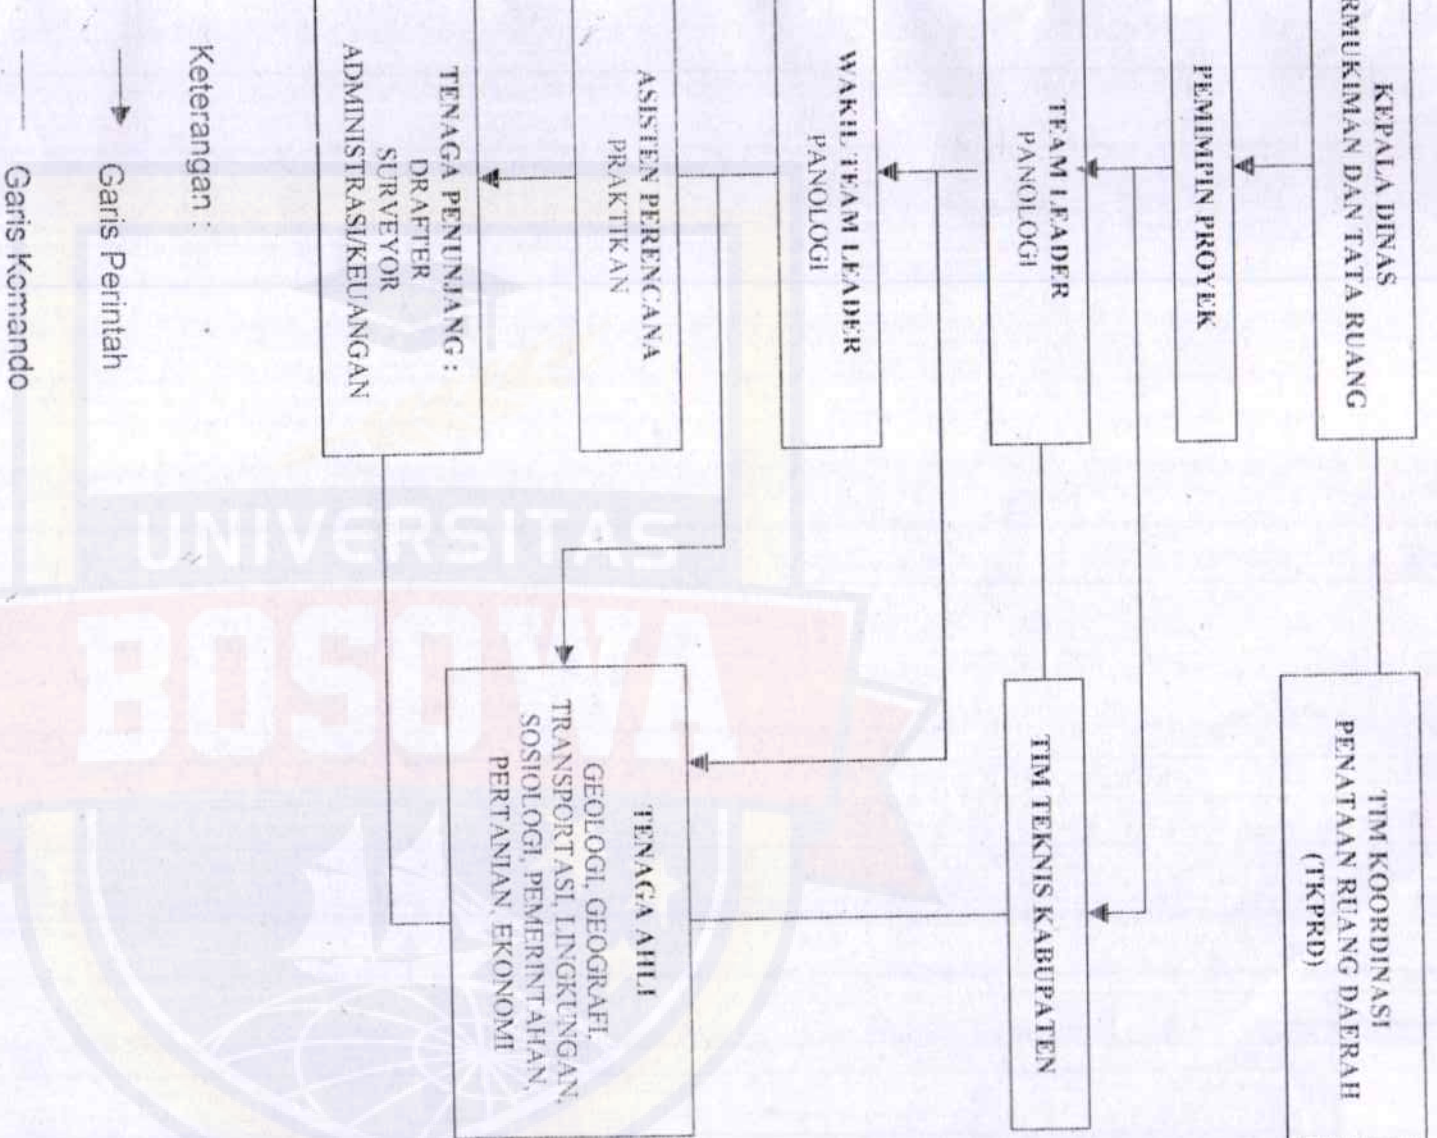 KEPALA DINAS
RMUKIMAN DAN TATA RUANG
TIM KOORDINASI
PENATAAN RUANG DAERAH
(TKPRD)
PEMIMPIN PROYEK
TEAM LEADER
PANOLOGI
TIM TEKNIS KABUPATEN
WAKIL TEAM LEADER
PANOLOGI
ASISTEN PERENCANA
PRAKTIKAN
TENAGA AHLI
GEOLOGI, GEOGRAFI,
TRANSPORTASI, LINGKUNGAN,
SOSIOLOGI, PEMERINTAHAN,
PERTANIAN, EKONOMI
TENAGA PENUNJANG :
DRAFTER
SURVEYOR
ADMINISTRASI/KEUANGAN
Keterangan :
Garis Perintah
Garis Komando
UNIVERSITAS
BOSOWA